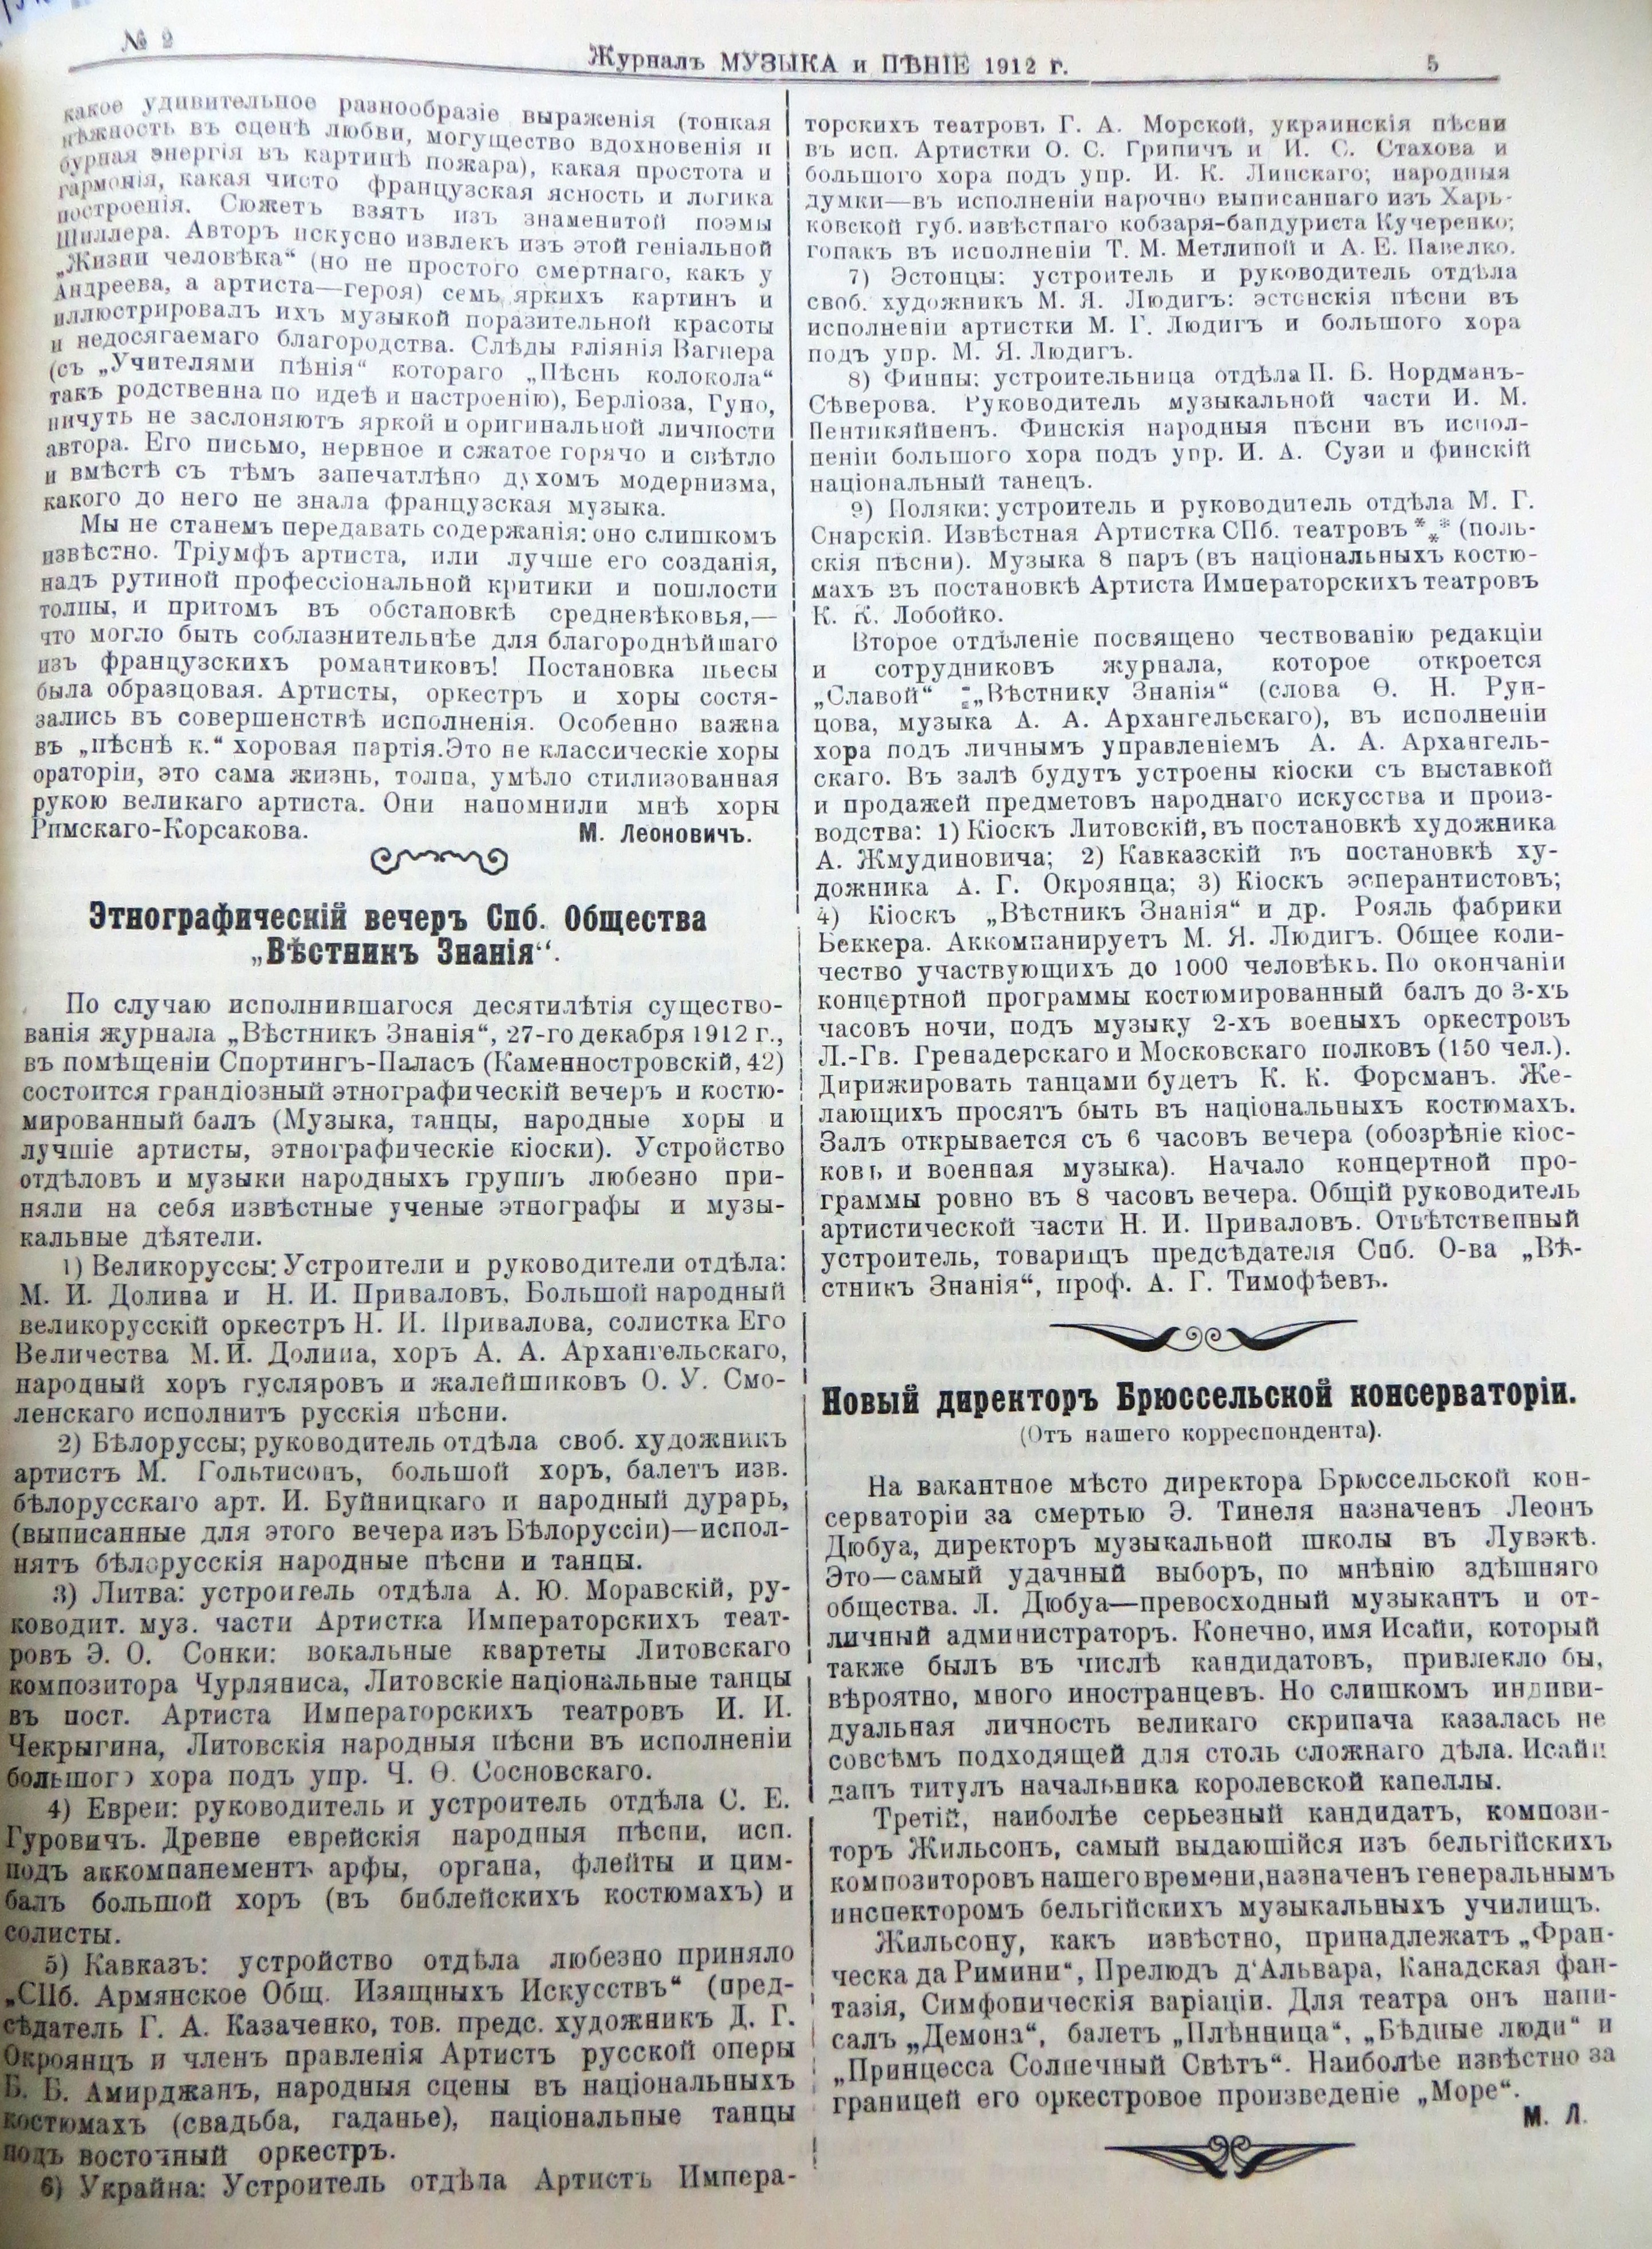 № 2
Журналъ МУЗЫКА и ПѢНІЕ 1912 г.
5
какое удивительное разнообразіе выраженія (тонкая
нѣжность въ сценѣ любви, могущество вдохновенія и
бурная энергія въ картинѣ пожара), какая простота и
гармонія, какая чисто французская ясность и логика
построенія. Сюжетъ взятъ изъ знаменитой поэмы
Шиллера. Авторъ искусно извлекъ изъ этой геніальной
„Жизни человѣка“ (но не простого смертнаго, какъ у
Андреева, а артиста—героя) семь яркихъ картинъ и
иллюстрировалъ ихъ музыкой поразительной красоты
и недосягаемаго благородства. Слѣды вліянія Вагнера
(съ „Учителями пѣнія“ котораго „Пѣснь колокола“
такъ родственна по идеѣ и настроенію), Берліоза, Гуно,
ничуть не заслоняютъ яркой и оригинальной личности
автора. Его письмо, нервное и сжатое горячо и свѣтло
и вмѣстѣ съ тѣмъ запечатлѣно духомъ модернизма,
какого до него не знала французская музыка.
Мы не станемъ передавать содержанія: оно слишкомъ
извѣстно. Тріумфъ артиста, или лучше его созданія,
надъ рутиной профессіональной критики и пошлости
толпы, и притомъ въ обстановкѣ средневѣковья,—
что могло быть соблазнительнѣе для благороднѣйшаго
изъ французскихъ романтиковъ! Постановка пьесы
была образцовая. Артисты, оркестръ и хоры состя-
зались въ совершенствѣ исполненія. Особенно важна
въ „пѣснѣ к.“ хоровая партія.Это не классическіе хоры
ораторіи, это сама жизнь, толпа, умѣло стилизованная
рукою великаго артиста. Они напомнили мнѣ хоры
Римскаго-Корсакова.
М. Леоновичъ.
Этнографическій вечеръ Спб. Общества
„Вѣстникъ Знанія“.
По случаю исполнившагося десятилѣтія существо-
ванія журнала „Вѣстникъ Знанія“, 27-го декабря 1912 г.,
въ помѣщеніи Спортингъ-Паласъ (Каменностровскій, 42)
состоится грандіозный этнографическій вечеръ и костю-
мированный балъ (Музыка, танцы, народные хоры и
лучшіе артисты, этнографическіе кіоски). Устройство
отдѣловъ и музыки народныхъ группъ любезно при-
няли на себя извѣстные ученые этнографы и музы-
кальные дѣятели.
1) Великоруссы: Устроители и руководители отдѣла:
М. И. Долина и Н. И. Приваловъ. Большой народный
великорусскій оркестръ Н. И. Привалова, солистка Его
Величества М. И. Долина, хоръ А. А. Архангельскаго,
народный хоръ гусляровъ и жалейшиковъ О. У. Смо-
ленскаго исполнитъ русскія пѣсни.
2) Бѣлоруссы; руководитель отдѣла своб. художникъ
артистъ М. Гольтисонъ, большой хоръ, балетъ изв.
бѣлорусскаго арт. И. Буйницкаго и народный дурарь,
(выписанные для этого вечера изъ Бѣлоруссіи)—испол-
нятъ бѣлорусскія народные пѣсни и танцы.
3) Литва: устроитель отдѣла А. Ю. Моравскій, ру-
ководит. муз. части Артистка Императорскихъ теат-
ровъ Э. О. Сонки: вокальные квартеты Литовскаго
композитора Чурляниса, Литовскіе національные танцы
въ пост. Артиста Императорскихъ театровъ И. И.
Чекрыгина, Литовскія народныя пѣсни въ исполненіи
большого хора подъ упр. Ч. Ѳ. Сосновскаго.
4) Евреи: руководитель и устроитель отдѣла С. Е.
Гуровичъ. Древне еврейскія народныя пѣсни, исп.
подъ аккомпанементъ арфы, органа, флейты и цим-
балъ большой хоръ (въ библейскихъ костюмахъ) и
солисты.
5) Кавказъ: устройство отдѣла любезно приняло
„СПб. Армянское Общ. Изящныхъ Искусствъ“ (пред-
сѣдатель Г. А. Казаченко, тов. предс. художникъ Д. Г.
Окроянцъ и членъ правленія Артистъ русской оперы
Б. Б. Амирджанъ, народныя сцены въ національныхъ
костюмахъ (свадьба, гаданье), національные танцы
подъ восточный оркестръ.
6) Украйна: Устроитель отдѣла Артистъ Импера-
торскихъ театровъ Г. А. Морской, украинскія пѣсни
въ исп. Артистки О. С. Грипичъ и И. С. Стахова и
большого хора подъ упр. И. К. Линскаго; народныя
думки—въ исполненіи нарочно выписаннаго изъ Харь-
ковской губ. извѣстнаго кобзаря-бандуриста Кучеренко;
гопакъ въ исполненіи Т. М. Метлиной и А. Е. Павелко.
7) Эстонцы: устроитель и руководитель отдѣла
своб. художникъ М. Я. Людигъ: эстонскія пѣсни въ
исполненіи артистки М. Г. Людигъ и большого хора
подъ упр. М. Я. Людигъ.
8) Финны: устроительница отдѣла П. Б. Нордманъ-
Сѣверова. Руководитель музыкальной части И. М.
Пентикяйненъ. Финскія народныя пѣсни въ испол-
неніи большого хора подъ упр. И. А. Сузи и финскій
національный танецъ.
9) Поляки: устроитель и руководитель отдѣла М. Г.
Снарскій. Извѣстная Артистка СПб. театровъ *** (поль-
скія пѣсни). Музыка 8 паръ (въ національныхъ костю-
махъ въ постановкѣ Артиста Императорскихъ театровъ
К. К. Лобойко.
Второе отдѣленіе посвящено чествованію редакціи
и сотрудниковъ журнала, которое откроется
„Славой“ „Вѣстнику Знанія“ (слова Ѳ. Н. Рун-
цова, музыка А. А. Архангельскаго), въ исполненіи
хора подъ личнымъ управленіемъ А. А. Архангель-
скаго. Въ залѣ будутъ устроены кіоски съ выставкой
и продажей предметовъ народнаго искусства и произ-
водства: 1) Кіоскъ Литовскій, въ постановкѣ художника
А. Жмудиновича; 2) Кавказскій въ постановкѣ ху-
дожника А. Г. Окроянца; 3) Кіоскъ эсперантистовъ;
4) Кіоскъ „Вѣстникъ Знанія“ и др. Рояль фабрики
Беккера. Аккомпанируетъ М. Я. Людигъ. Общее коли-
чество участвующихъ до 1000 человѣкъ. По окончаніи
концертной программы костюмированный балъ до 3-хъ
часовъ ночи, подъ музыку 2-хъ военыхъ оркестровъ
Л.-Гв. Гренадерскаго и Московскаго полковъ (150 чел.).
Дирижировать танцами будетъ К. К. Форсманъ. Же-
лающихъ просятъ быть въ національныхъ костюмахъ.
Залъ открывается съ 6 часовъ вечера (обозрѣніе кіос-
ковъ и военная музыка). Начало концертной про-
граммы ровно въ 8 часовъ вечера. Общій руководитель
артистической части Н. И. Приваловъ. Отвѣтственный
устроитель, товарищъ предсѣдателя Спб. О-ва „Вѣ-
стникъ Знанія“, проф. А. Г. Тимофѣевъ.
Новый директоръ Брюссельской консерваторіи.
(Отъ нашего корреспондента).
На вакантное мѣсто директора Брюссельской кон-
серваторіи за смертью Э. Тинеля назначенъ Леонъ
Дюбуа, директоръ музыкальной школы въ Лувэкѣ.
Это—самый удачный выборъ, по мнѣнію здѣшняго
общества. Л. Дюбуа—превосходный музыкантъ и от-
личный администраторъ. Конечно, имя Исайи, который
также былъ въ числѣ кандидатовъ, привлекло бы,
вѣроятно, много иностранцевъ. Но слишкомъ индиви-
дуальная личность великаго скрипача казалась не
совсѣмъ подходящей для столь сложнаго дѣла. Исайи
данъ титулъ начальника королевской капеллы.
Третій, наиболѣе серьезный кандидатъ, компози-
торъ Жильсонъ, самый выдающійся изъ бельгійскихъ
композиторовъ нашего времени, назначенъ генеральнымъ
инспекторомъ бельгійскихъ музыкальныхъ училищъ.
Жильсону, какъ извѣстно, принадлежатъ „Фран-
ческа да Римини“, Прелюдъ д‘Альвара, Канадская фан-
тазія, Симфоническія варіаціи. Для театра онъ напи-
салъ „Демона“, балетъ „Плѣнница“, „Бѣдные люди“ и
„Принцесса Солнечный Свѣтъ“. Наиболѣе извѣстно за
границей его оркестровое произведеніе „Море“.
М. Л.